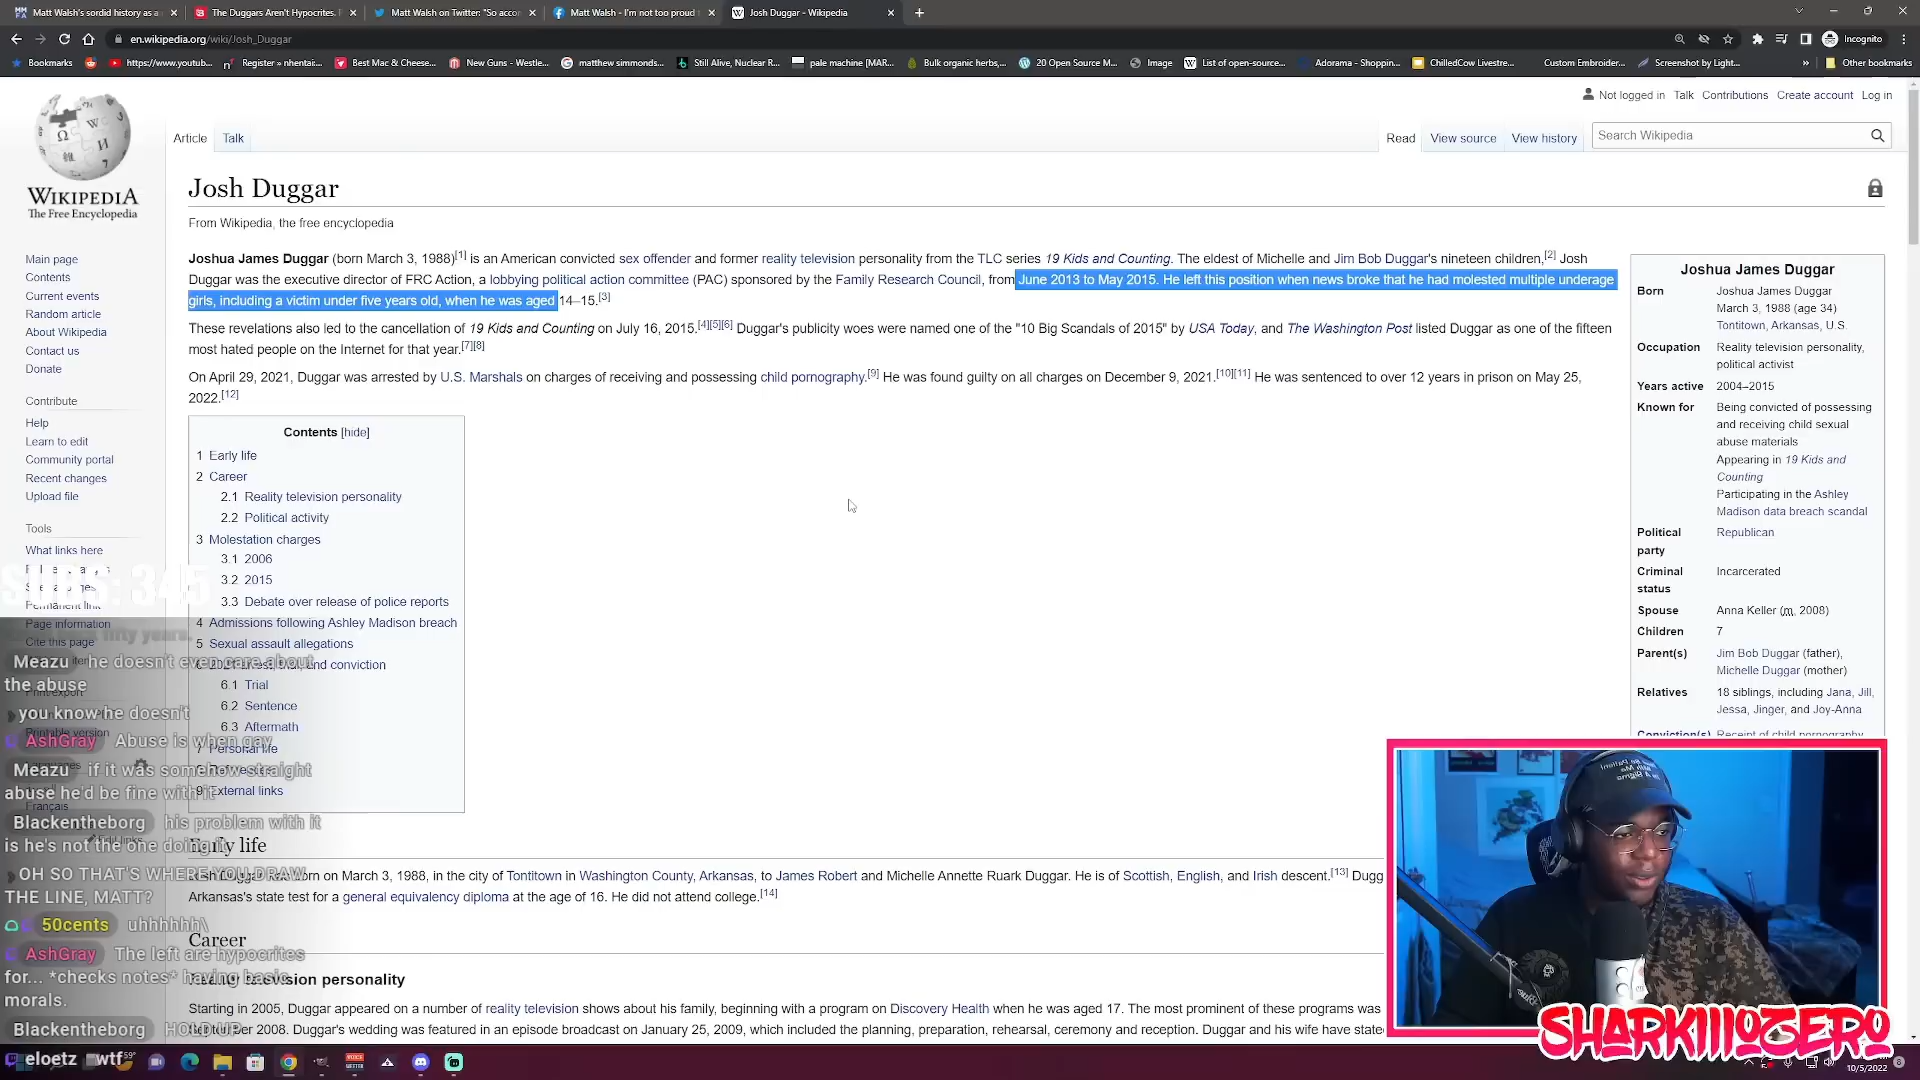 Matt Walsh's sordid history as a
The Duggars Aren't Hypocrites.
Matt Walsh on Twitter: "So accor
Matt Walsh - I'm not too proud
Josh Duggar - Wikipedia
en.wikipedia.org/wiki/Josh_Duggar
Incognito
Bookmarks
https://www.youtub...
Register » nhentai:...
Best Mac & Cheese...
New Guns - Westle...
matthew simmonds...
Still Alive, Nuclear R...
pale machine [MAR...
Bulk organic herbs,...
20 Open Source M...
Image
List of open-source...
Adorama - Shoppin...
ChilledCow Livestre...
Custom Embroider...
Screenshot by Light...
»
Other bookmarks
Not logged in Talk Contributions Create account Log in
Article Talk
Read View source View history
Search Wikipedia
WIKIPEDIA
The Free Encyclopedia
Main page
Contents
Current events
Random article
About Wikipedia
Contact us
Donate
Contribute
Help
Learn to edit
Community portal
Recent changes
Upload file
Tools
What links here
Permanent link
Page information
Cite this page
Print/export
Printable version
Languages
Français
Edit links
Josh Duggar
From Wikipedia, the free encyclopedia
Joshua James Duggar (born March 3, 1988)[1] is an American convicted sex offender and former reality television personality from the TLC series 19 Kids and Counting. The eldest of Michelle and Jim Bob Duggar's nineteen children,[2] Josh
Duggar was the executive director of FRC Action, a lobbying political action committee (PAC) sponsored by the Family Research Council, from June 2013 to May 2015. He left this position when news broke that he had molested multiple underage
girls, including a victim under five years old, when he was aged 14–15.[3]
These revelations also led to the cancellation of 19 Kids and Counting on July 16, 2015.[4][5][6] Duggar's publicity woes were named one of the "10 Big Scandals of 2015" by USA Today, and The Washington Post listed Duggar as one of the fifteen
most hated people on the Internet for that year.[7][8]
On April 29, 2021, Duggar was arrested by U.S. Marshals on charges of receiving and possessing child pornography.[9] He was found guilty on all charges on December 9, 2021.[10][11] He was sentenced to over 12 years in prison on May 25,
2022.[12]
Contents [hide]
1 Early life
2 Career
2.1 Reality television personality
2.2 Political activity
3 Molestation charges
3.1 2006
3.2 2015
3.3 Debate over release of police reports
4 Admissions following Ashley Madison breach
5 Sexual assault allegations
and conviction
6.1 Trial
6.2 Sentence
6.3 Aftermath
7 Personal life
9 External links
Early life
born on March 3, 1988, in the city of Tontitown in Washington County, Arkansas, to James Robert and Michelle Annette Ruark Duggar. He is of Scottish, English, and Irish descent.[13] Dugg
Arkansas's state test for a general equivalency diploma at the age of 16. He did not attend college.[14]
Career
Reality television personality
Starting in 2005, Duggar appeared on a number of reality television shows about his family, beginning with a program on Discovery Health when he was aged 17. The most prominent of these programs was
September 2008. Duggar's wedding was featured in an episode broadcast on January 25, 2009, which included the planning, preparation, rehearsal, ceremony and reception. Duggar and his wife have state
Joshua James Duggar
Born Joshua James Duggar
March 3, 1988 (age 34)
Tontitown, Arkansas, U.S.
Occupation Reality television personality,
political activist
Years active 2004–2015
Known for Being convicted of possessing
and receiving child sexual
abuse materials
Appearing in 19 Kids and
Counting
Participating in the Ashley
Madison data breach scandal
Political party Republican
Criminal status Incarcerated
Spouse Anna Keller (m. 2008)
Children 7
Parent(s) Jim Bob Duggar (father),
Michelle Duggar (mother)
Relatives 18 siblings, including Jana, Jill,
Jessa, Jinger, and Joy-Anna
Conviction(s) Receipt of child pornography
SUBS: 345
fifty years.
Meazu he doesn't even care about
the abuse
you know he doesn't
AshGray Abuse is when gay
Meazu if it was somehow straight
abuse he'd be fine with it
Blackentheborg his problem with it
is he's not the one doing it
OH SO THAT'S WHERE YOU DRAW
THE LINE, MATT?
50cents uhhhhhh\
AshGray The left are hypocrites
for... *checks notes* having basic
morals.
Blackentheborg HOLD UP
eloetz wtf
59°
SHARK3OZERO
10/5/2022